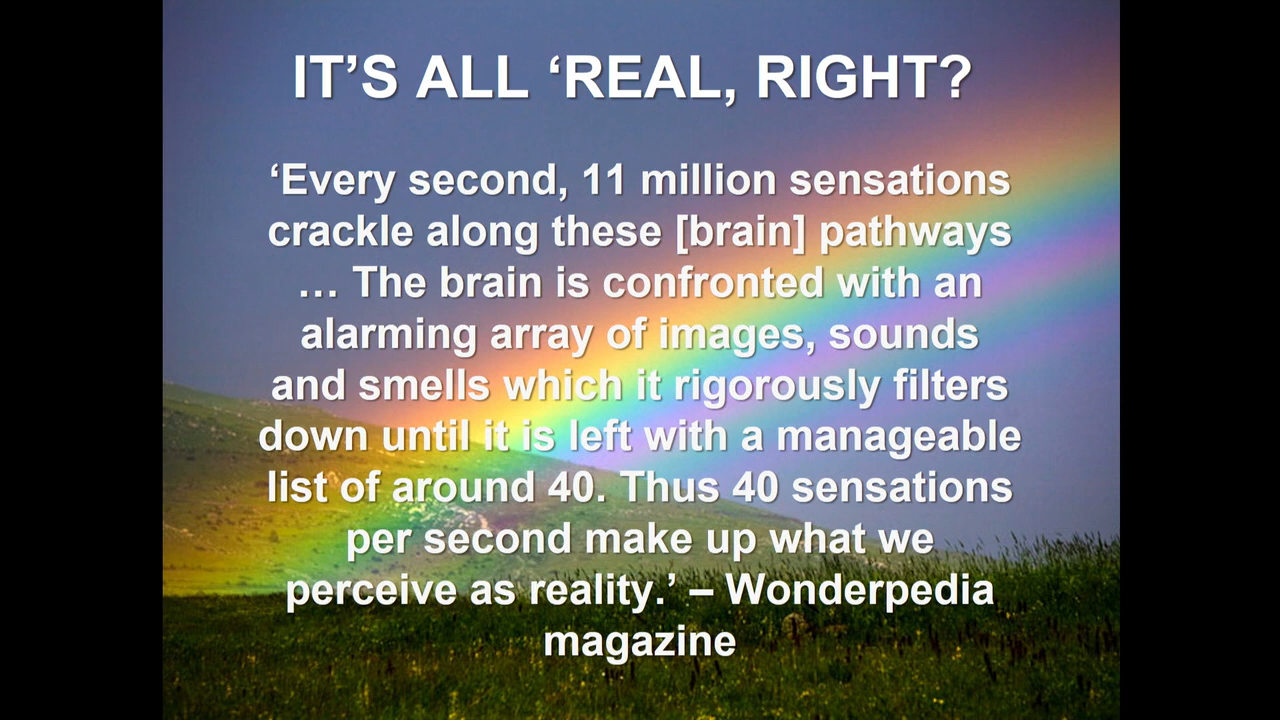 IT’S ALL ‘REAL, RIGHT?
‘Every second, 11 million sensations
crackle along these [brain] pathways
… The brain is confronted with an
alarming array of images, sounds
and smells which it rigorously filters
down until it is left with a manageable
list of around 40. Thus 40 sensations
per second make up what we
perceive as reality.’ – Wonderpedia
magazine